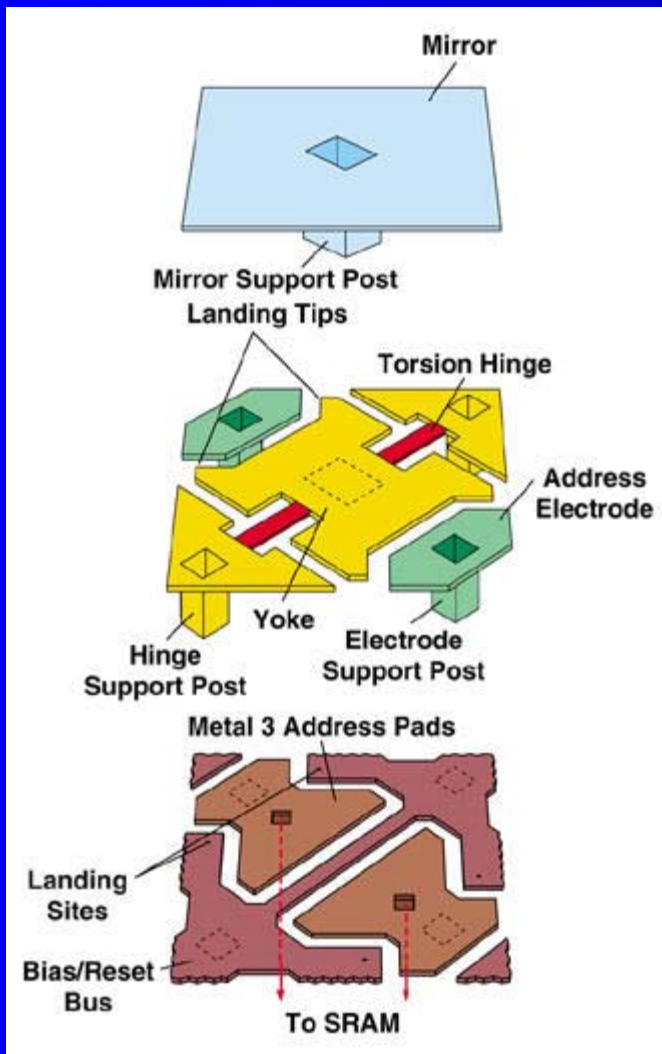 Mirror
Mirror Support Post
Landing Tips
Torsion Hinge
Address
Electrode
Yoke
Hinge
Support Post
Electrode
Support Post
Metal 3 Address Pads
Landing
Sites
Bias/Reset
Bus
To SRAM